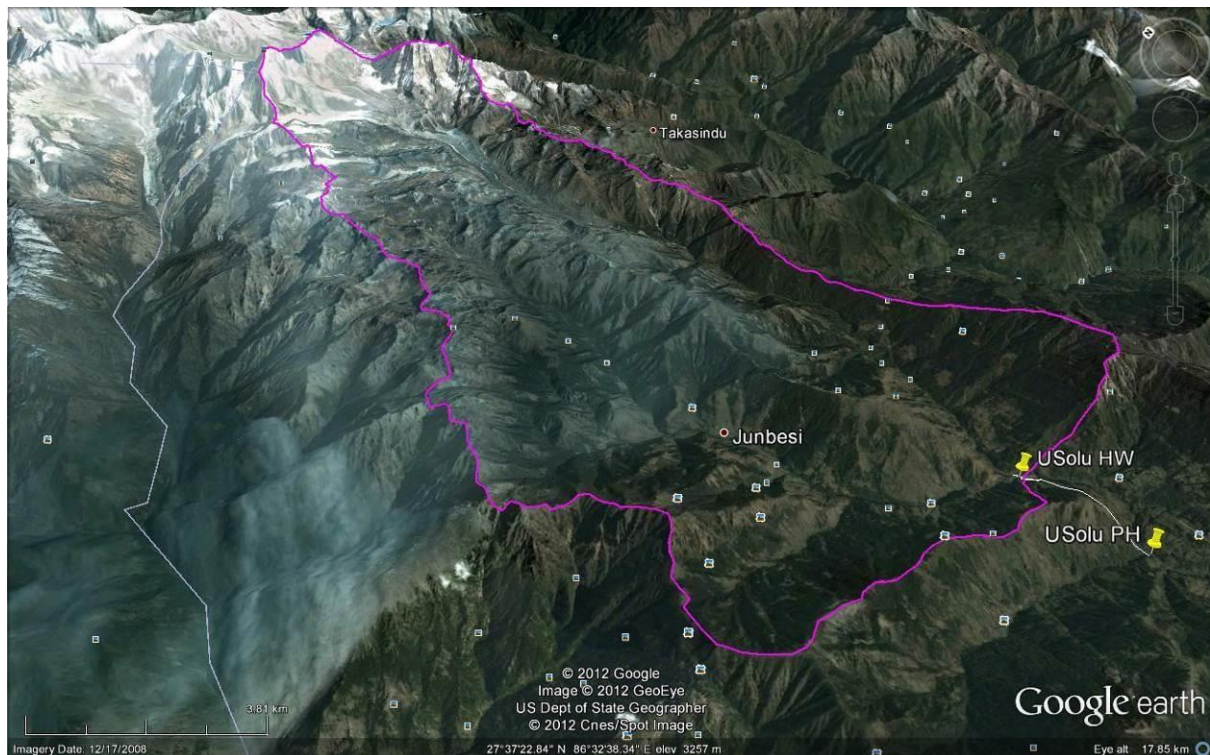 N
Takasindu
Junbesi
USolu HW
USolu PH
© 2012 Google
Image © 2012 GeoEye
US Dept of State Geographer
© 2012 Cnes/Spot Image
Google earth
3.81 km
Imagery Date: 12/17/2008
27°37'22.84" N 86°32'38.34" E elev 3257 m
Eye alt 17.85 km